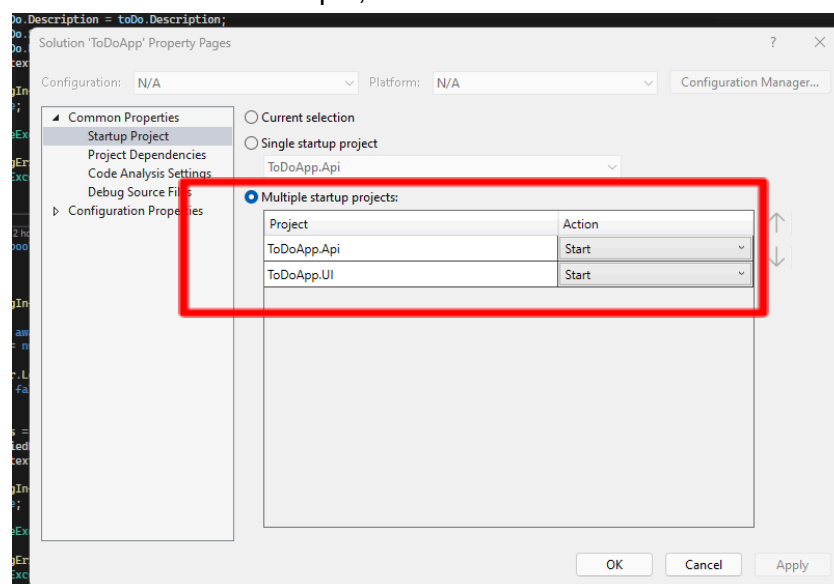 Do.Description = toDo.Description;
Solution 'ToDoApp' Property Pages
? ×
Configuration: N/A Platform: N/A Configuration Manager...
Common Properties
Startup Project
Project Dependencies
Code Analysis Settings
Debug Source Files
Configuration Properties
Current selection
Single startup project
ToDoApp.Api
Multiple startup projects:
Project Action
ToDoApp.Api Start
ToDoApp.UI Start
OK Cancel Apply